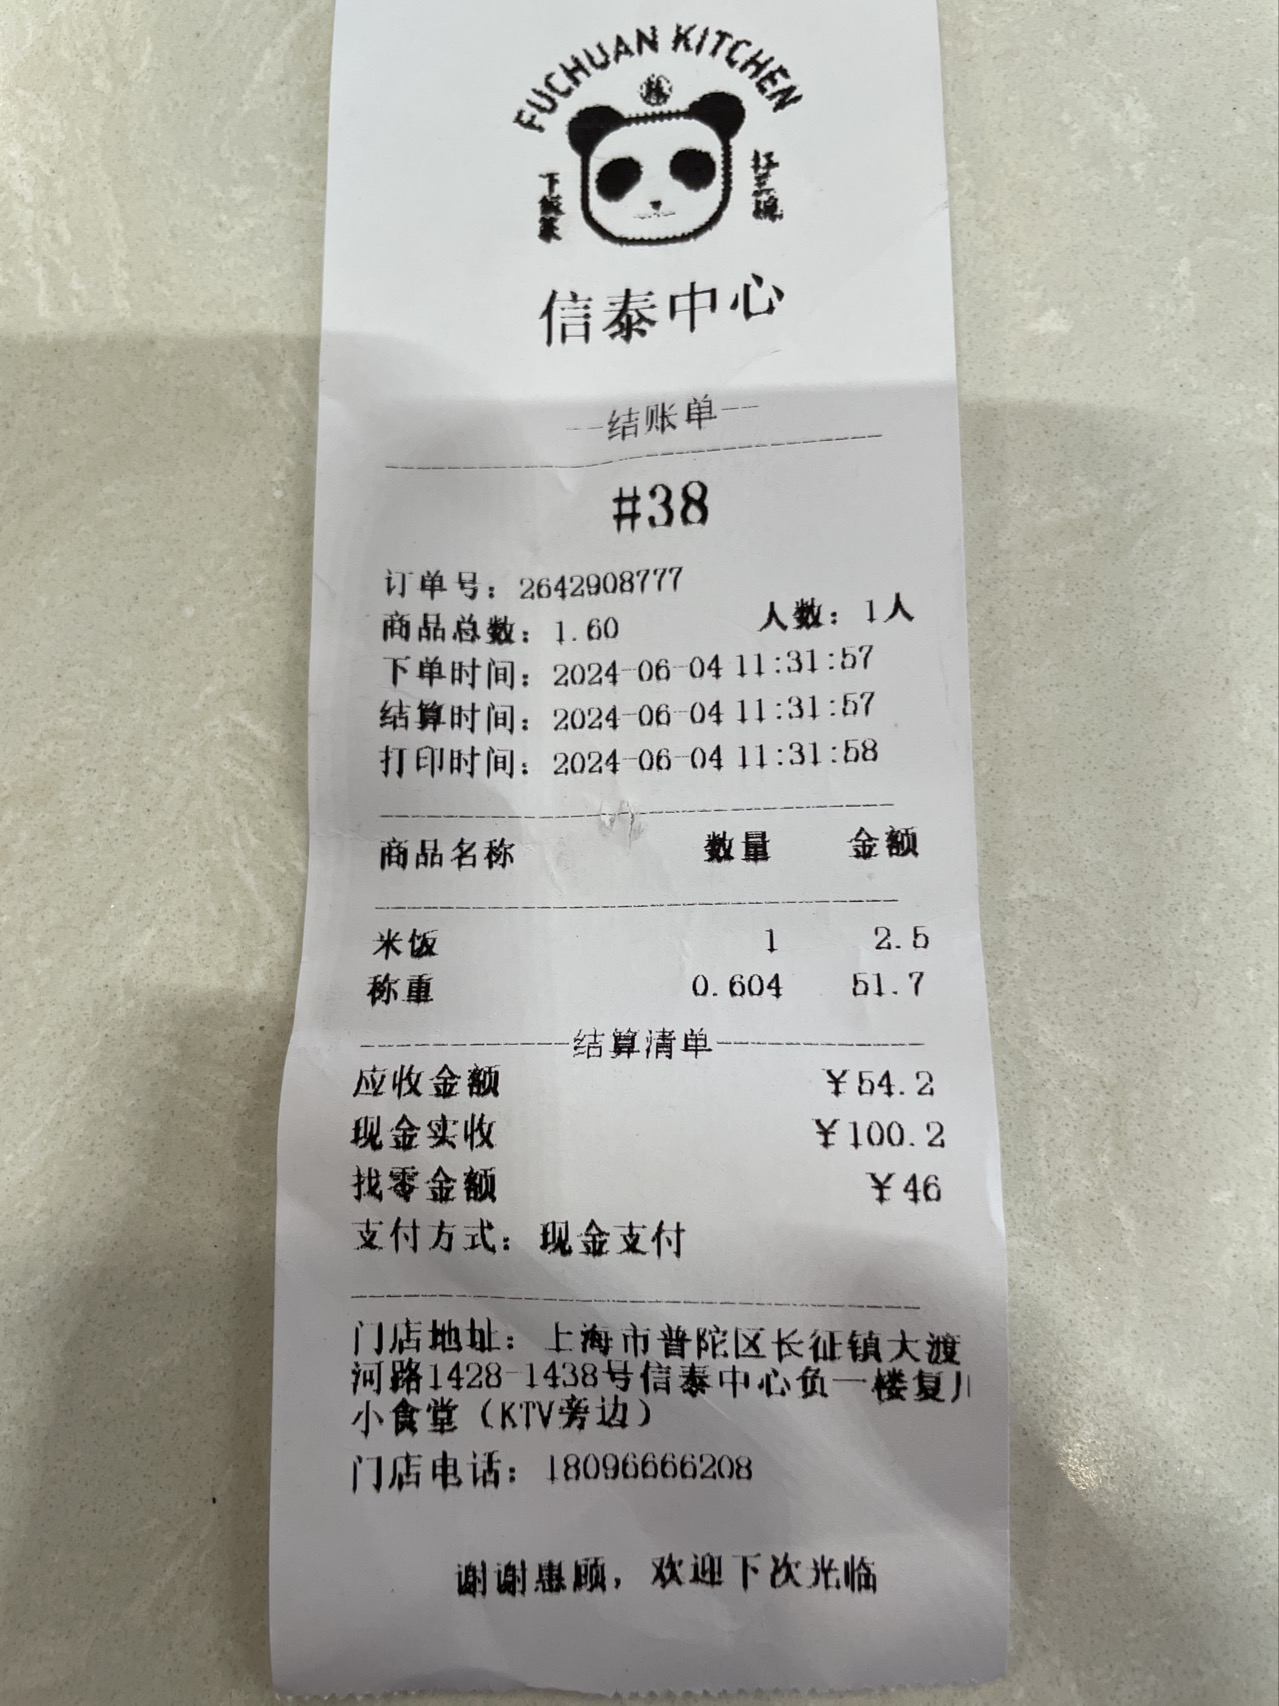 FUCHUAN KITCHEN
下饭菜
扛三碗
信泰中心
--结账单--
#38
订单号：2642908777
商品总数：1.60 人数：1人
下单时间：2024-06-04 11:31:57
结算时间：2024-06-04 11:31:57
打印时间：2024-06-04 11:31:58
商品名称 数量 金额
米饭 1 2.5
称重 0.604 51.7
结算清单
应收金额 ￥54.2
现金实收 ￥100.2
找零金额 ￥46
支付方式：现金支付
门店地址：上海市普陀区长征镇大渡
河路1428-1438号信泰中心负一楼复川
小食堂（KTV旁边）
门店电话：18096666208
谢谢惠顾，欢迎下次光临